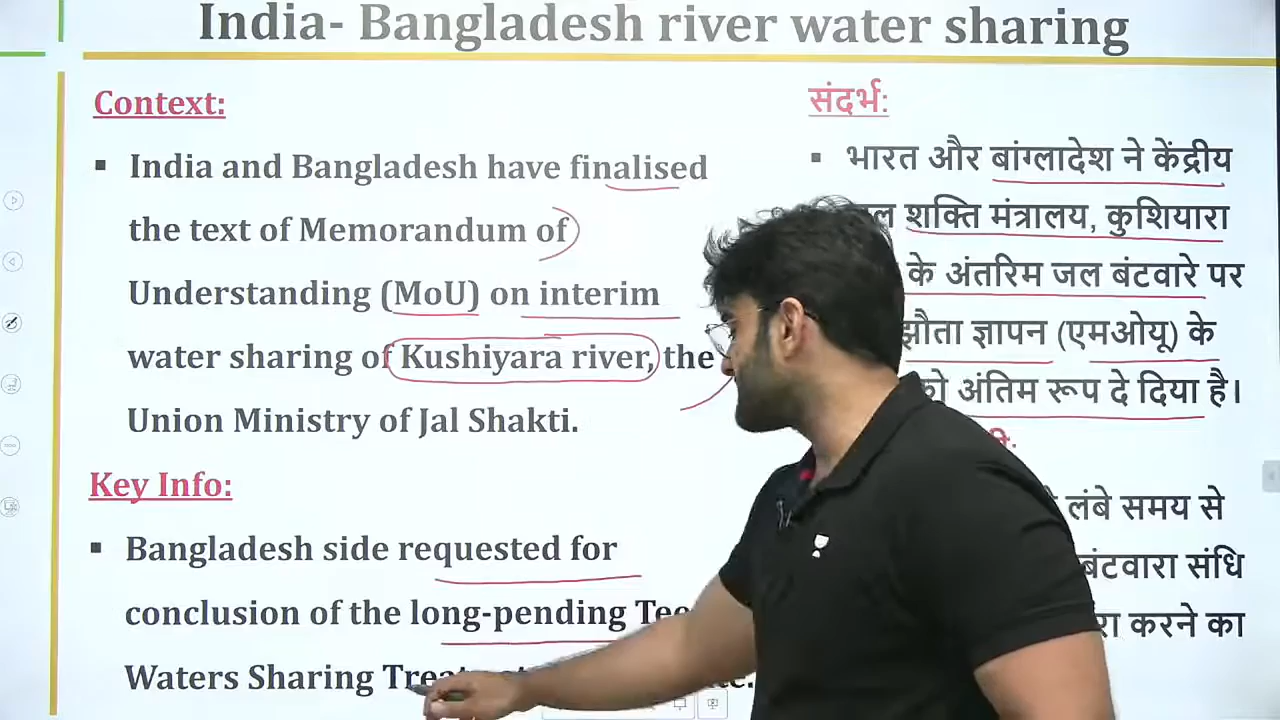 India- Bangladesh river water sharing
Context:
▪ India and Bangladesh have finalised
the text of Memorandum of
Understanding (MoU) on interim
water sharing of Kushiyara river, the
Union Ministry of Jal Shakti.
Key Info:
▪ Bangladesh side requested for
conclusion of the long-pending
Waters Sharing
संदर्भ:
▪ भारत और बांग्लादेश ने केंद्रीय
शक्ति मंत्रालय, कुशियारा
के अंतरिम जल बंटवारे पर
ज्ञापन (एमओयू) के
को अंतिम रूप दे दिया है।
लंबे समय से
बंटवारा संधि
करने का